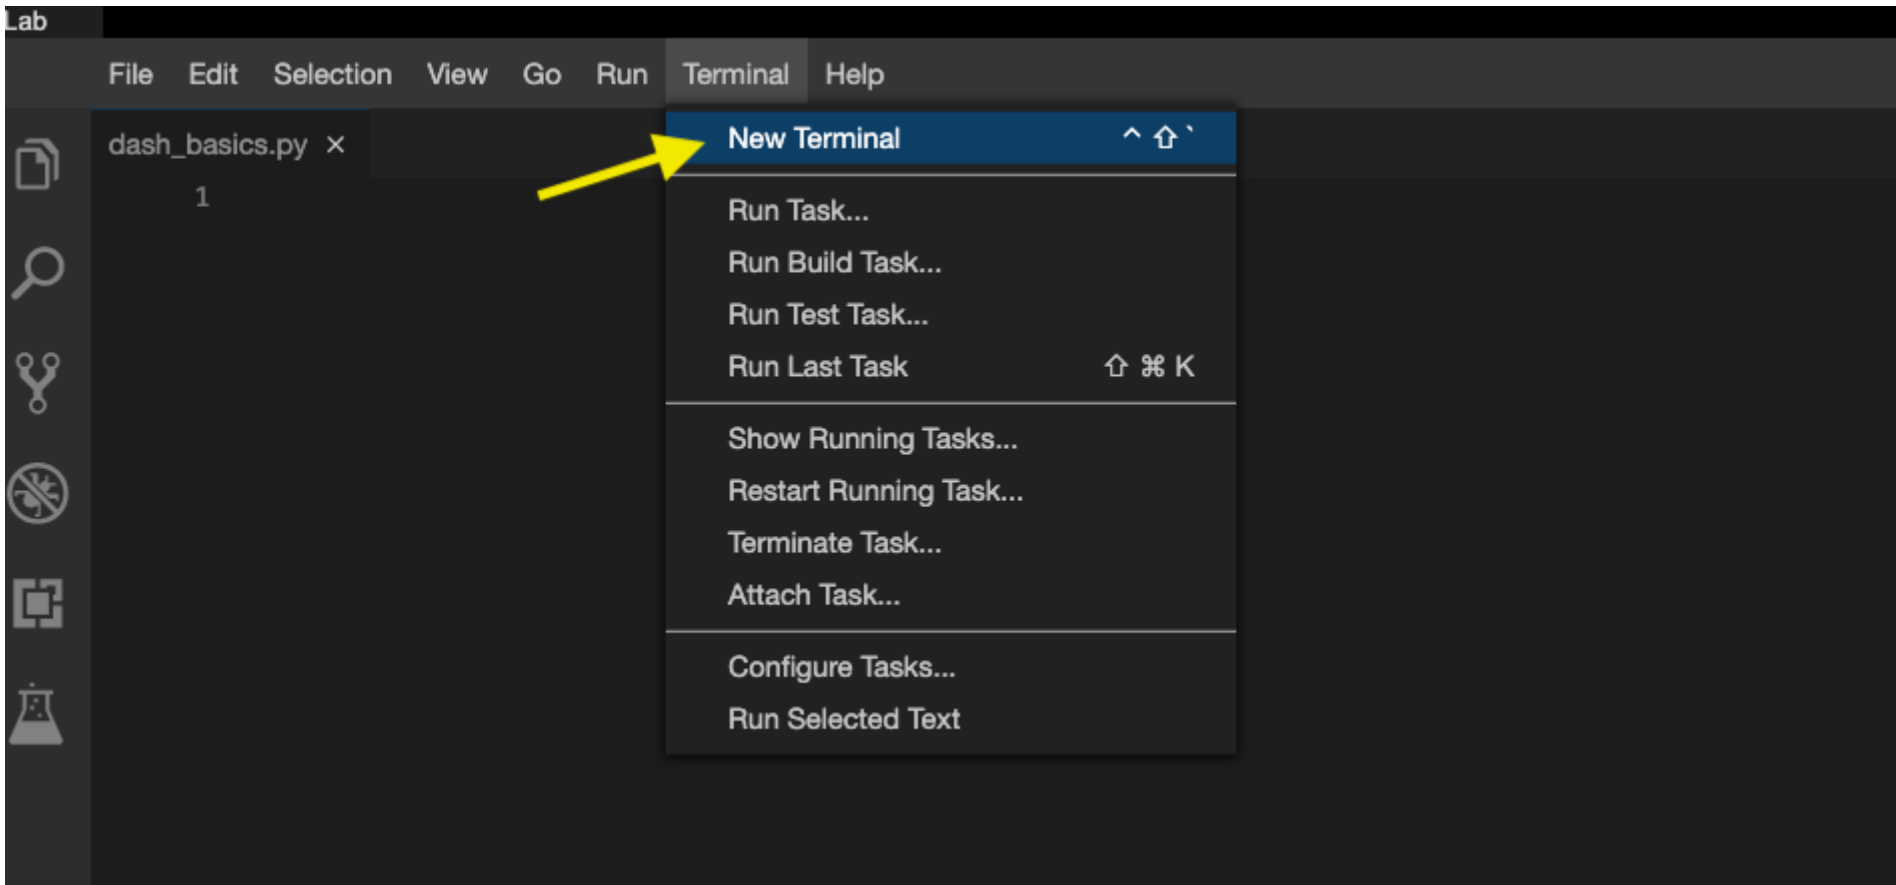 Lab
File Edit Selection View Go Run Terminal Help
dash_basics.py ×
1
New Terminal ^ ⇧ `
Run Task...
Run Build Task...
Run Test Task...
Run Last Task ⇧ ⌘ K
Show Running Tasks...
Restart Running Task...
Terminate Task...
Attach Task...
Configure Tasks...
Run Selected Text